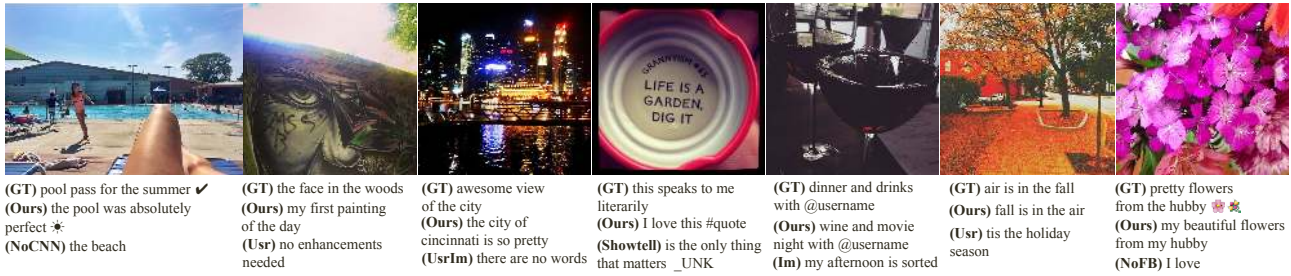 GRANNYISM #43
LIFE IS A
GARDEN,
DIG IT
(GT) pool pass for the summer ✔
(Ours) the pool was absolutely
perfect ☀
(NoCNN) the beach
(GT) the face in the woods
(Ours) my first painting
of the day
(Usr) no enhancements
needed
(GT) awesome view
of the city
(Ours) the city of
cincinnati is so pretty
(UsrIm) there are no words
(GT) this speaks to me
literarily
(Ours) I love this #quote
(Showtell) is the only thing
that matters _UNK
(GT) dinner and drinks
with @username
(Ours) wine and movie
night with @username
(Im) my afternoon is sorted
(GT) air is in the fall
(Ours) fall is in the air
(Usr) tis the holiday
season
(GT) pretty flowers
from the hubby 🌸💐
(Ours) my beautiful flowers
from my hubby
(NoFB) I love